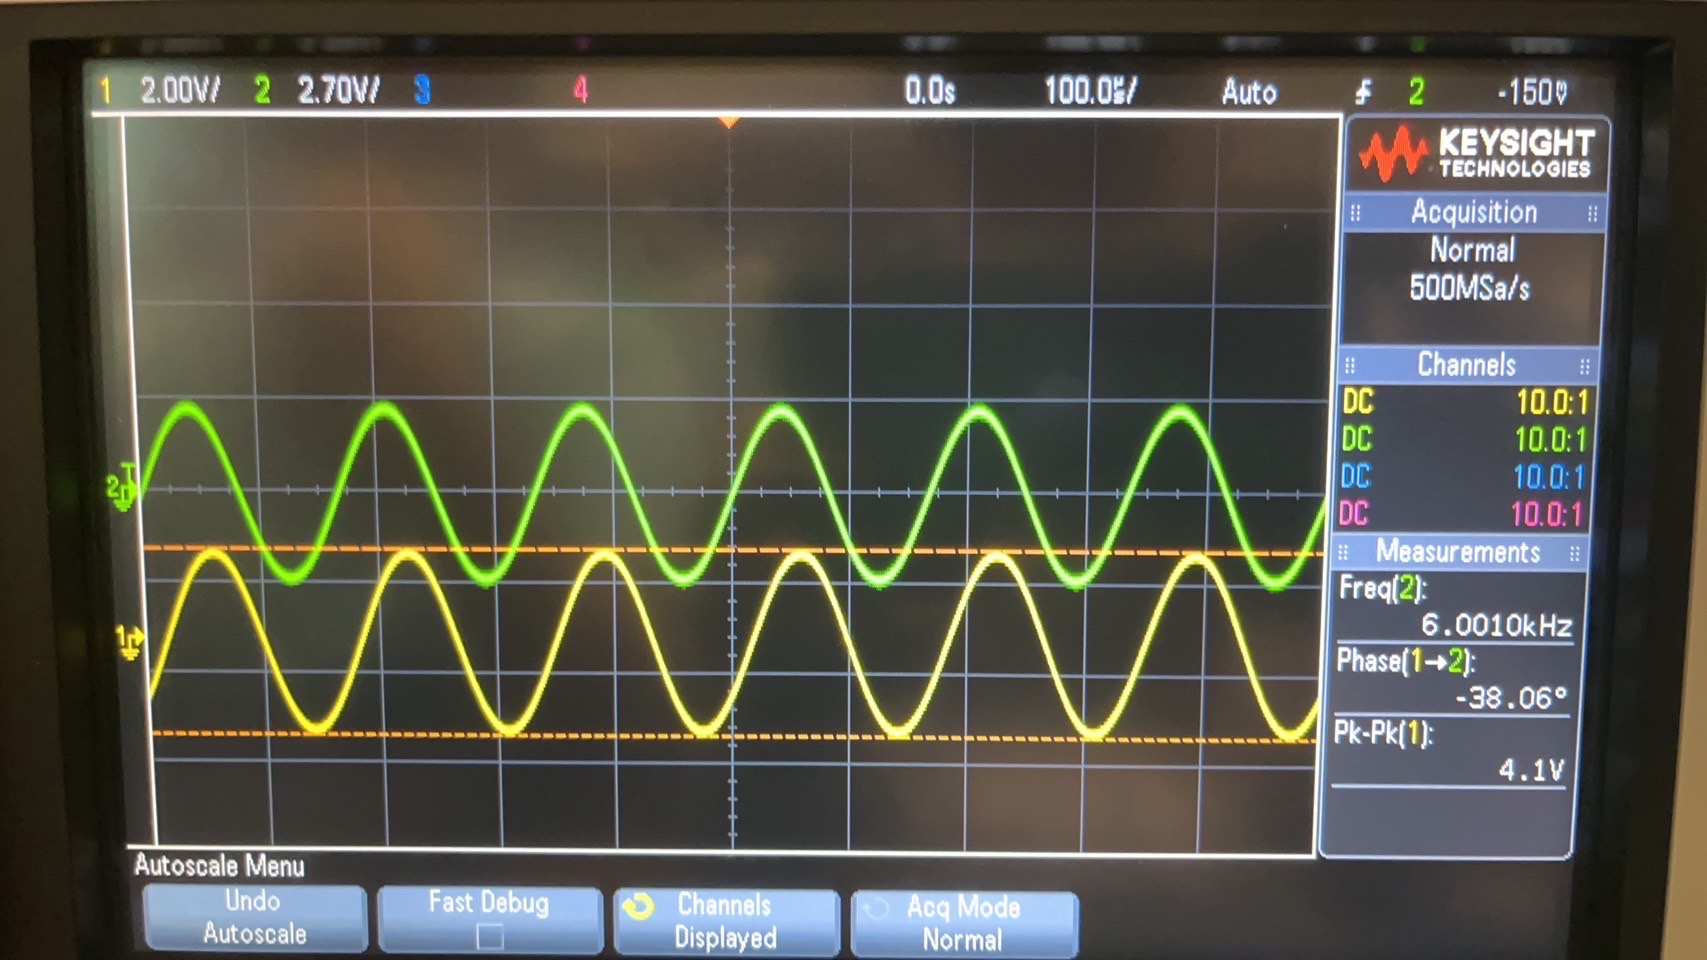 1 2.00V/ 2 2.70V/ 3 4 0.0s 100.0us/ Auto 2 -150V
KEYSIGHT
TECHNOLOGIES
Acquisition
Normal
500MSa/s
Channels
DC 10.0:1
DC 10.0:1
DC 10.0:1
DC 10.0:1
Measurements
Freq(2):
6.0010kHz
Phase(1→2):
-38.06°
Pk-Pk(1):
4.1V
T
2
1
Autoscale Menu
Undo
Autoscale
Fast Debug
Channels
Displayed
Acq Mode
Normal